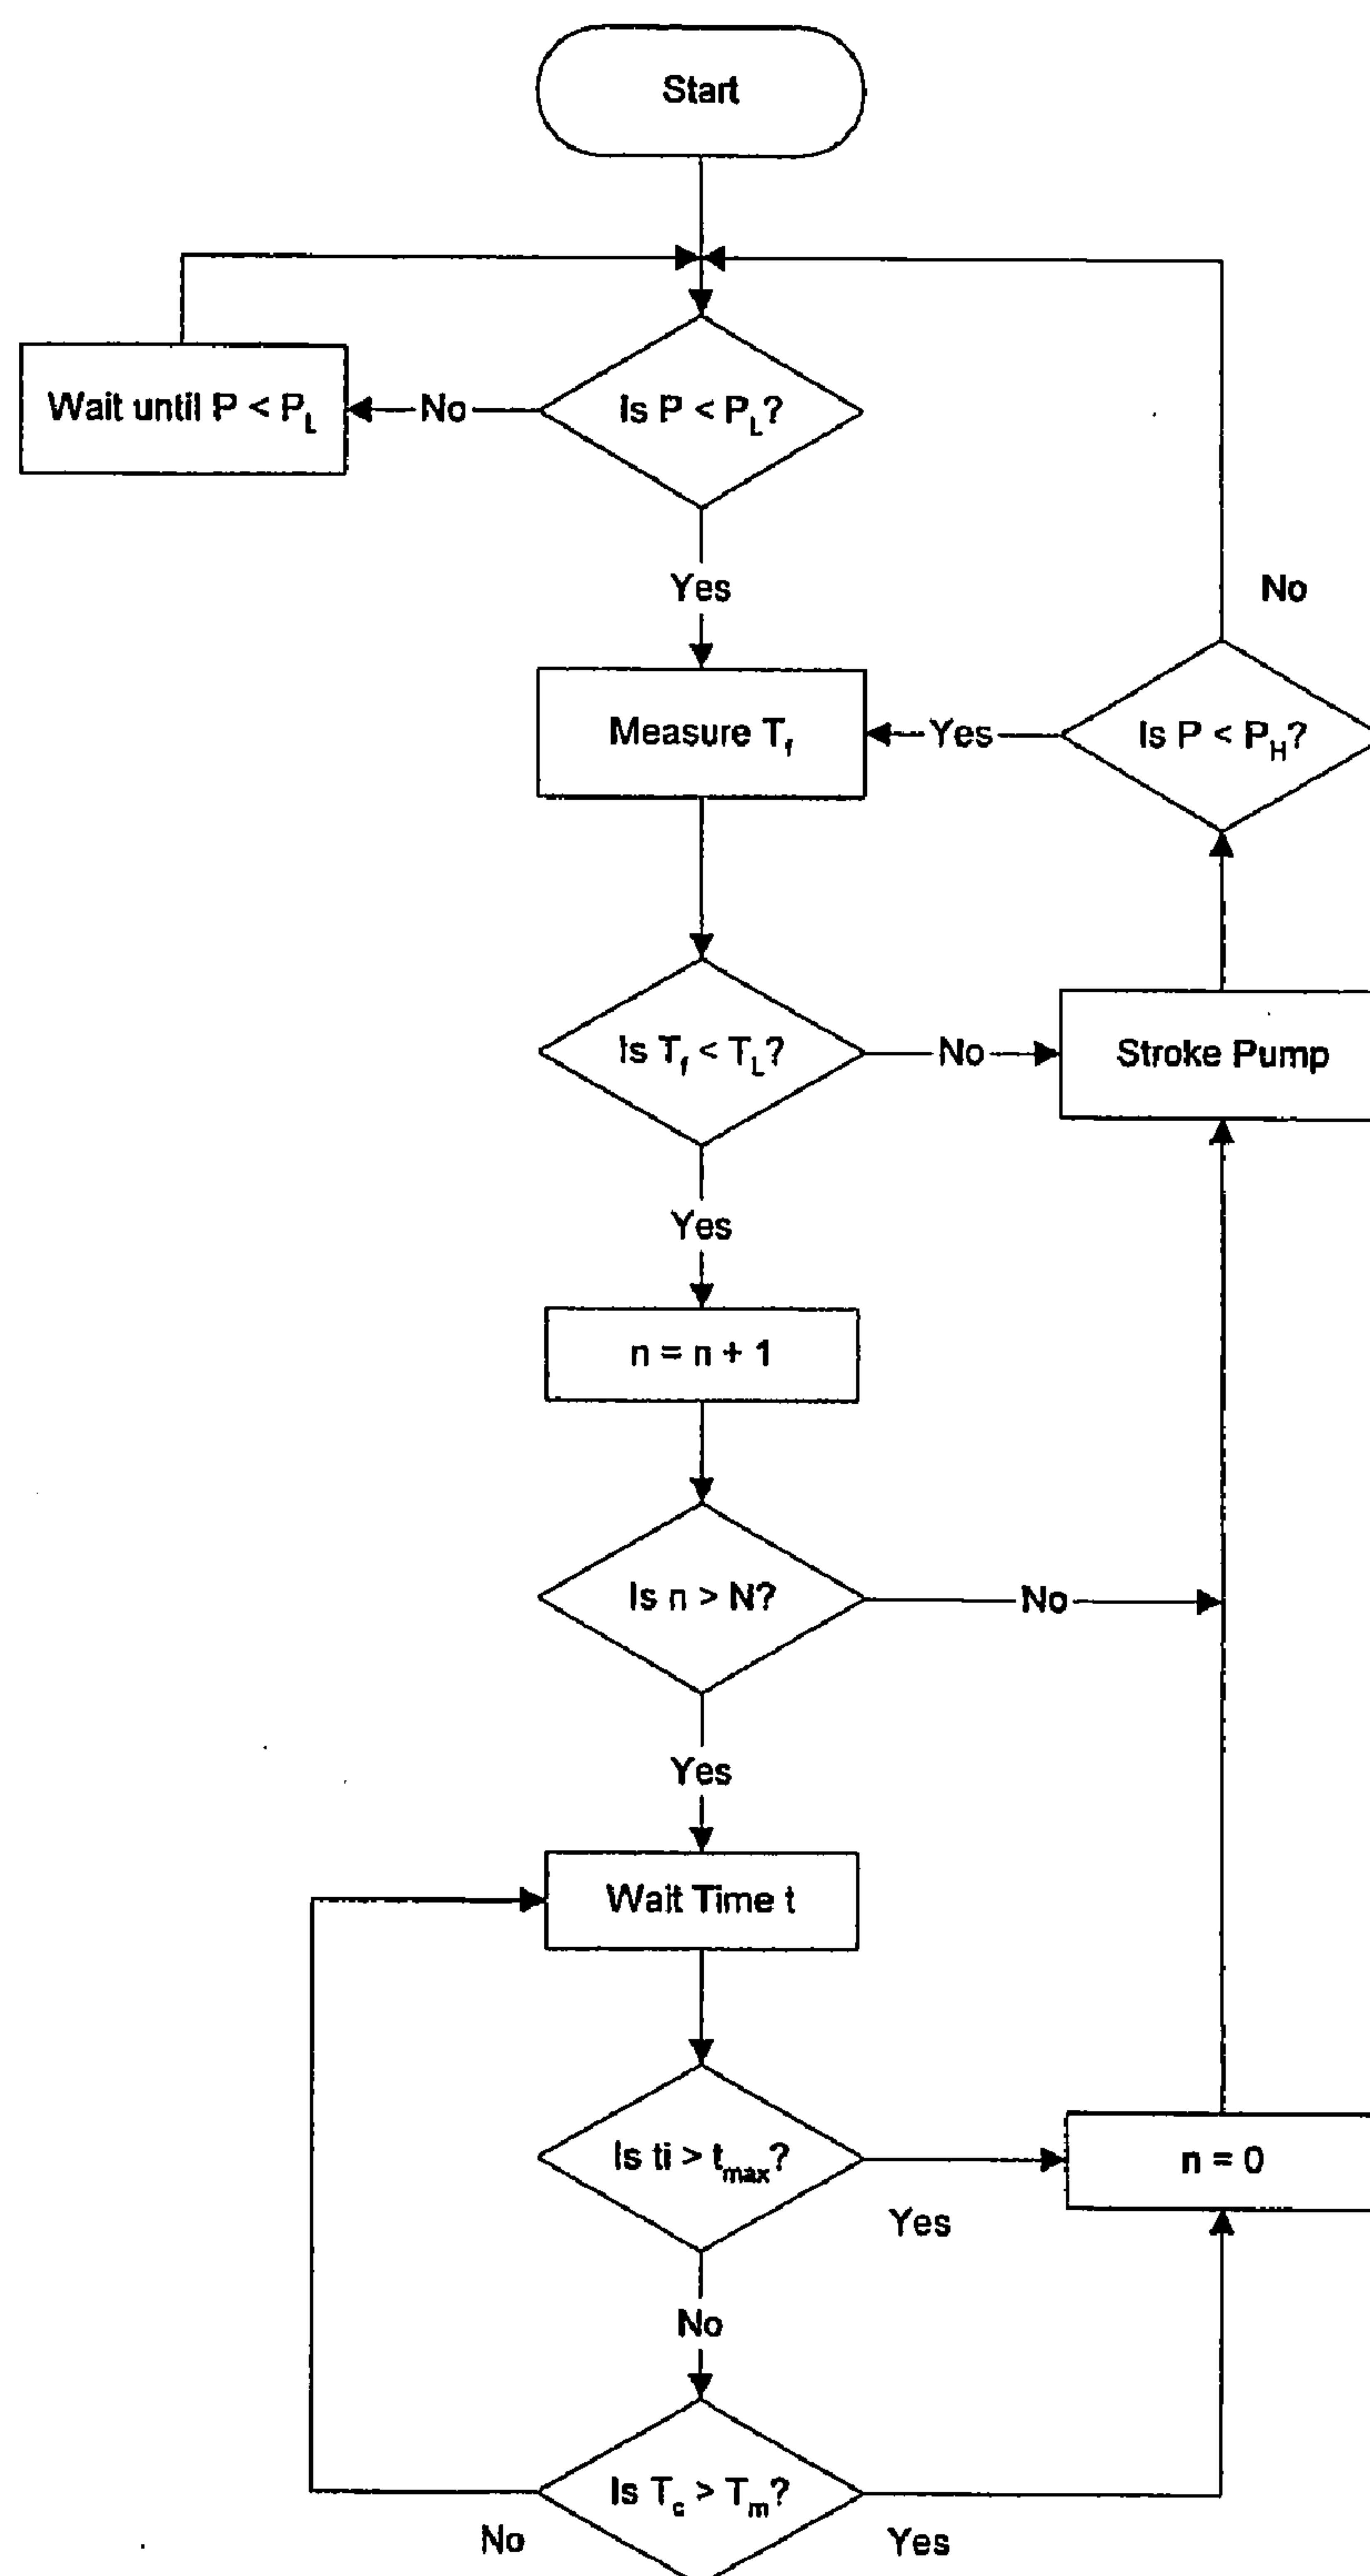 Start
Wait until P < P_L
No
Is P < P_L?
Yes
No
Measure T_f
Yes
Is P < P_H?
Is T_f < T_L?
No
Stroke Pump
Yes
n = n + 1
Is n > N?
No
Yes
Wait Time t
Is ti > t_max?
Yes
n = 0
No
Is T_c > T_m?
No
Yes